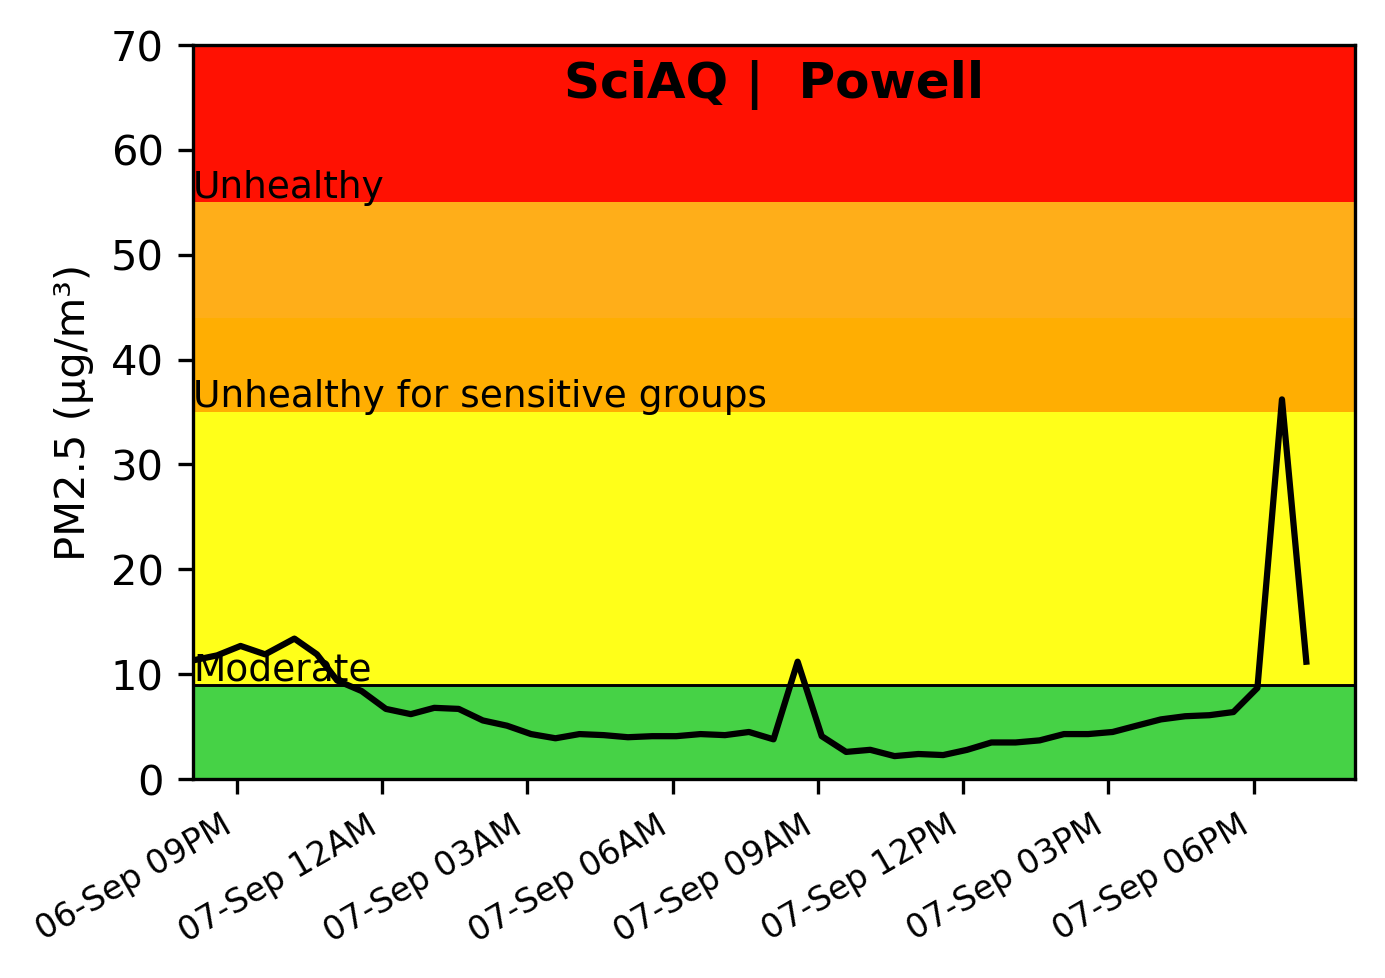 SciAQ |  Powell
70
60
Unhealthy
50
40
Unhealthy for sensitive groups
30
20
10
Moderate
0
PM2.5 (µg/m³)
06-Sep 09PM
07-Sep 12AM
07-Sep 03AM
07-Sep 06AM
07-Sep 09AM
07-Sep 12PM
07-Sep 03PM
07-Sep 06PM